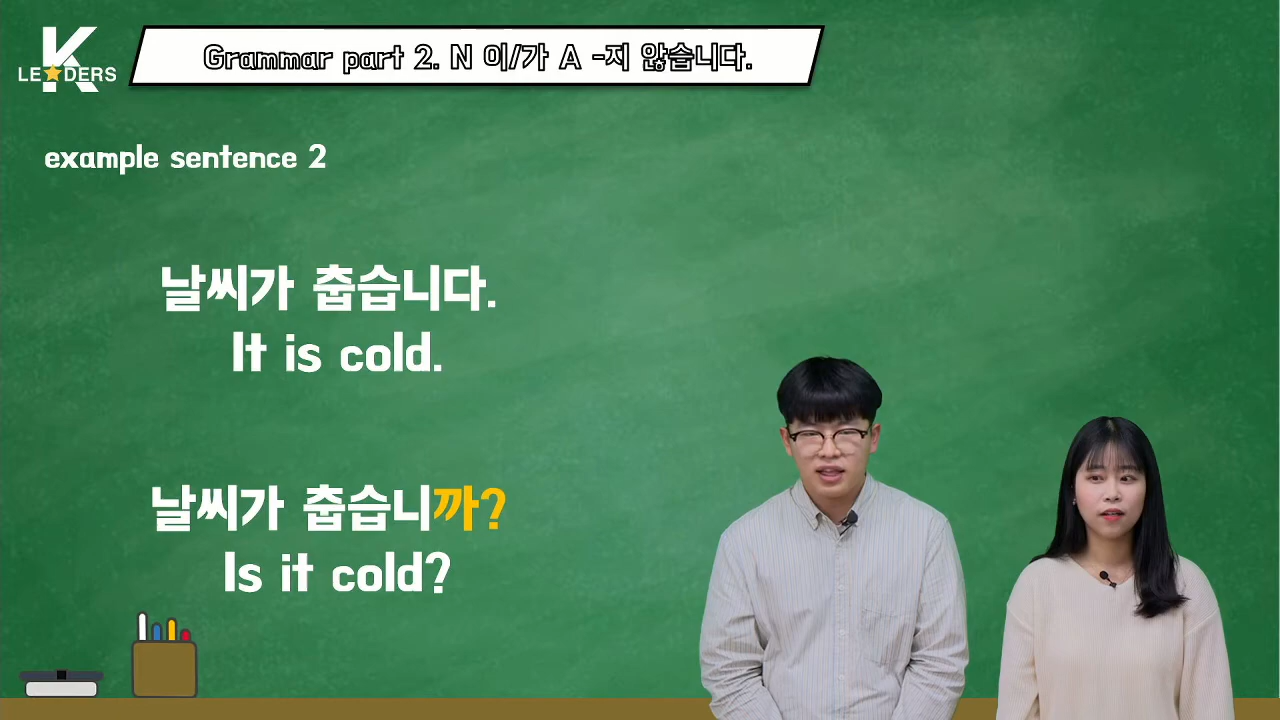 K
LEADERS
Grammar part 2. N 이/가 A -지 않습니다.
example sentence 2
날씨가 춥습니다.
It is cold.
날씨가 춥습니까?
Is it cold?